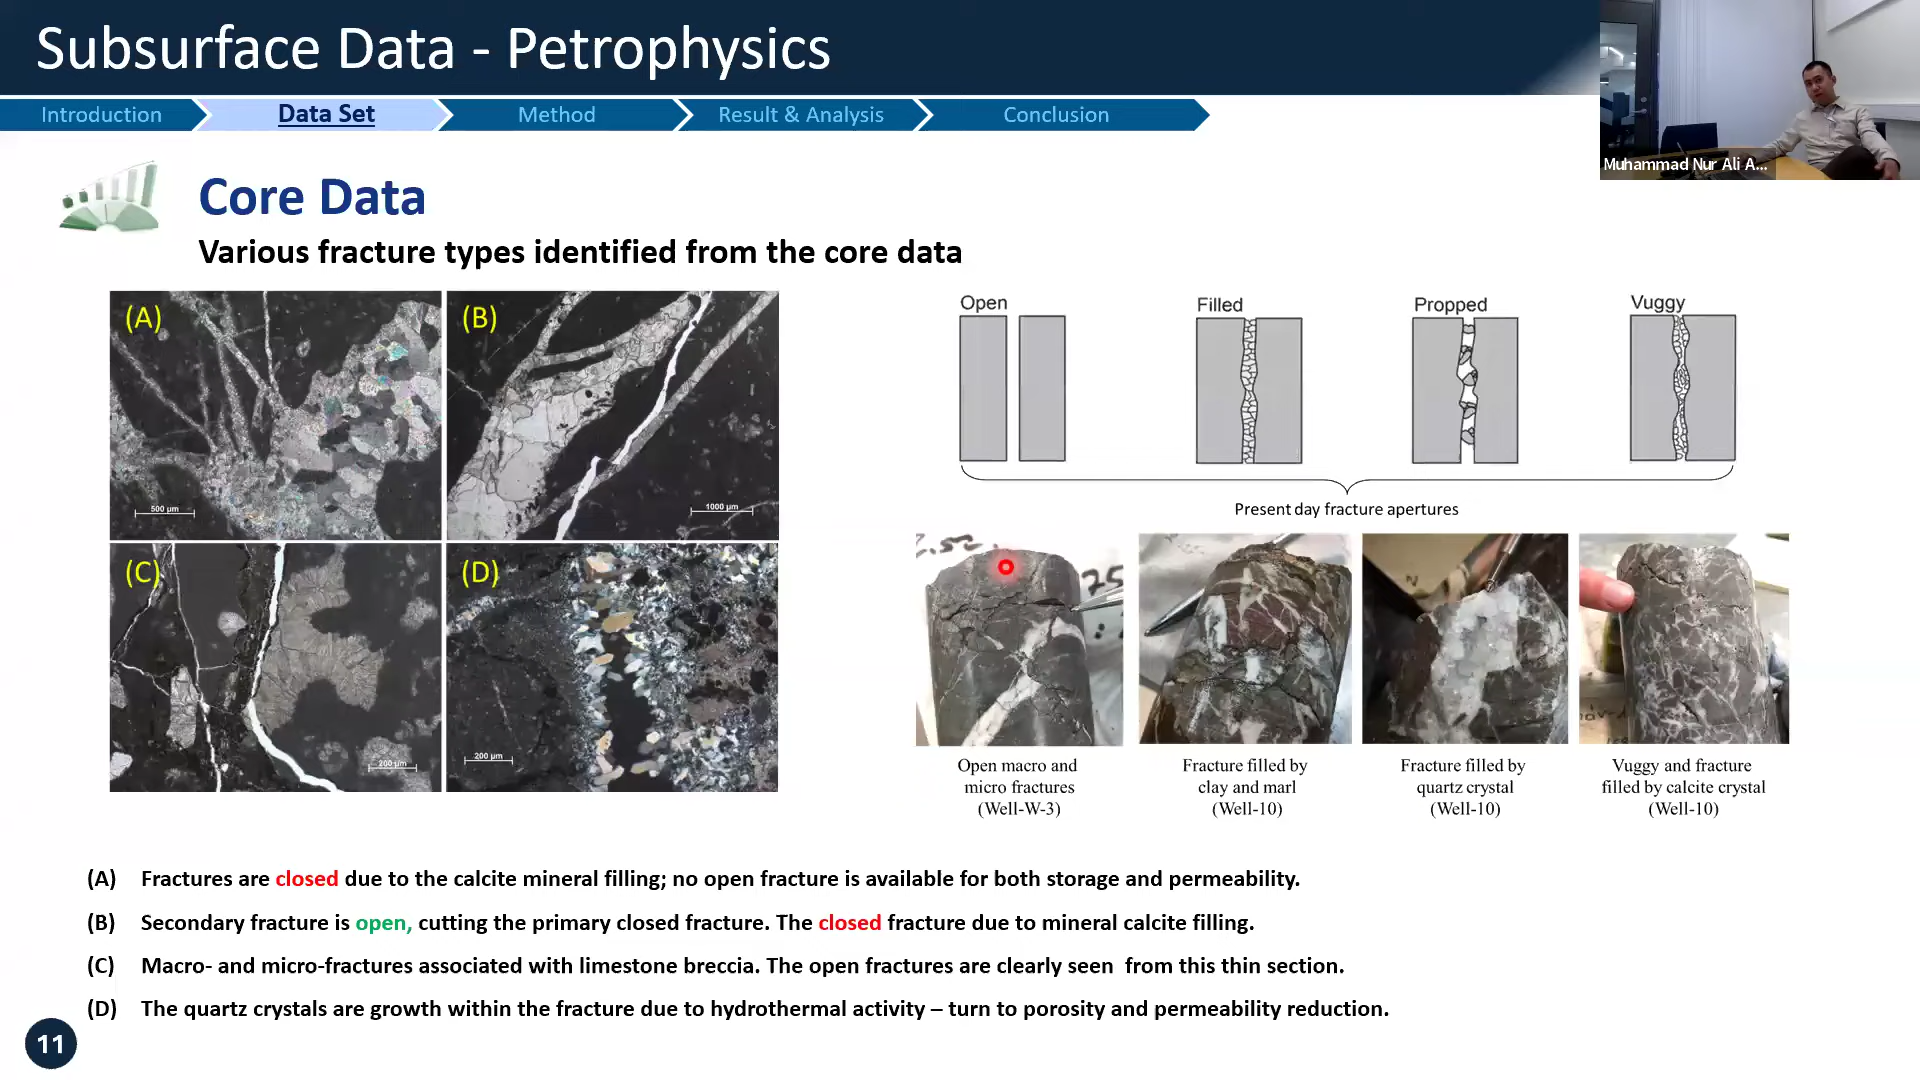 Subsurface Data - Petrophysics
Introduction
Data Set
Method
Result & Analysis
Conclusion
Muhammad Nur Ali A...
Core Data
Various fracture types identified from the core data
(A)
500 µm
(B)
1000 µm
(C)
200 µm
(D)
200 µm
Open
Filled
Propped
Vuggy
Present day fracture apertures
Open macro and
micro fractures
(Well-W-3)
Fracture filled by
clay and marl
(Well-10)
Fracture filled by
quartz crystal
(Well-10)
Vuggy and fracture
filled by calcite crystal
(Well-10)
(A) Fractures are closed due to the calcite mineral filling; no open fracture is available for both storage and permeability.
(B) Secondary fracture is open, cutting the primary closed fracture. The closed fracture due to mineral calcite filling.
(C) Macro- and micro-fractures associated with limestone breccia. The open fractures are clearly seen from this thin section.
(D) The quartz crystals are growth within the fracture due to hydrothermal activity – turn to porosity and permeability reduction.
11